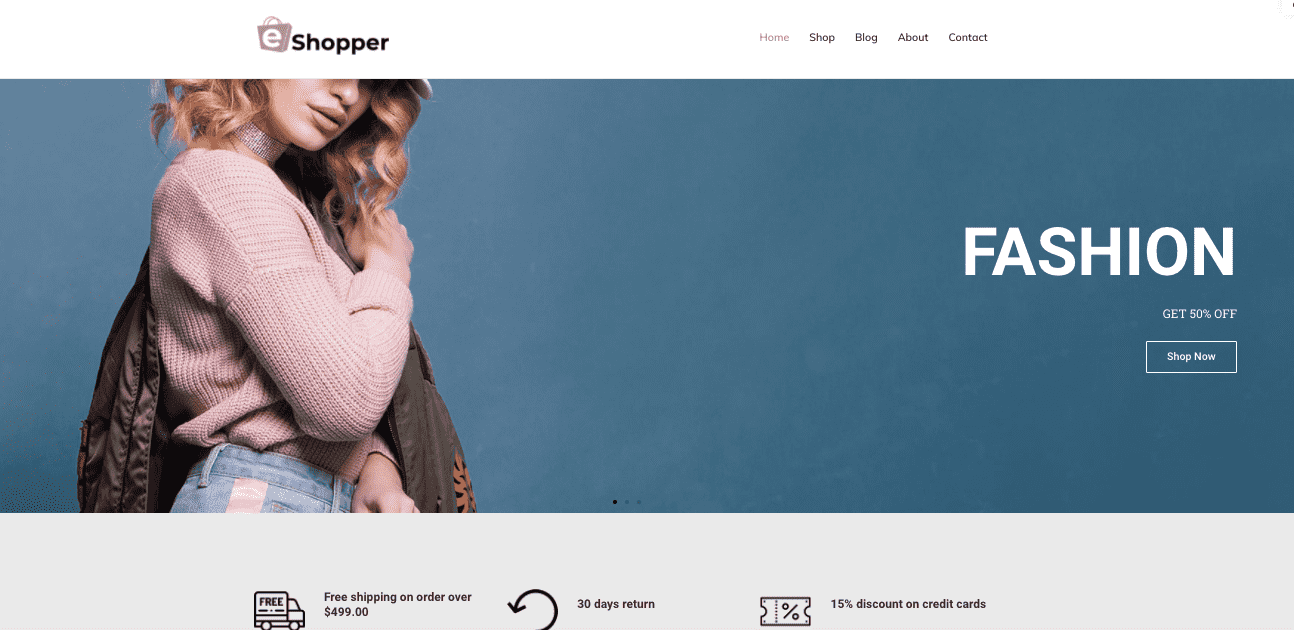 eShopper
Home Shop Blog About Contact
FASHION
GET 50% OFF
Shop Now
FREE
Free shipping on order over
$499.00
30 days return
%
15% discount on credit cards